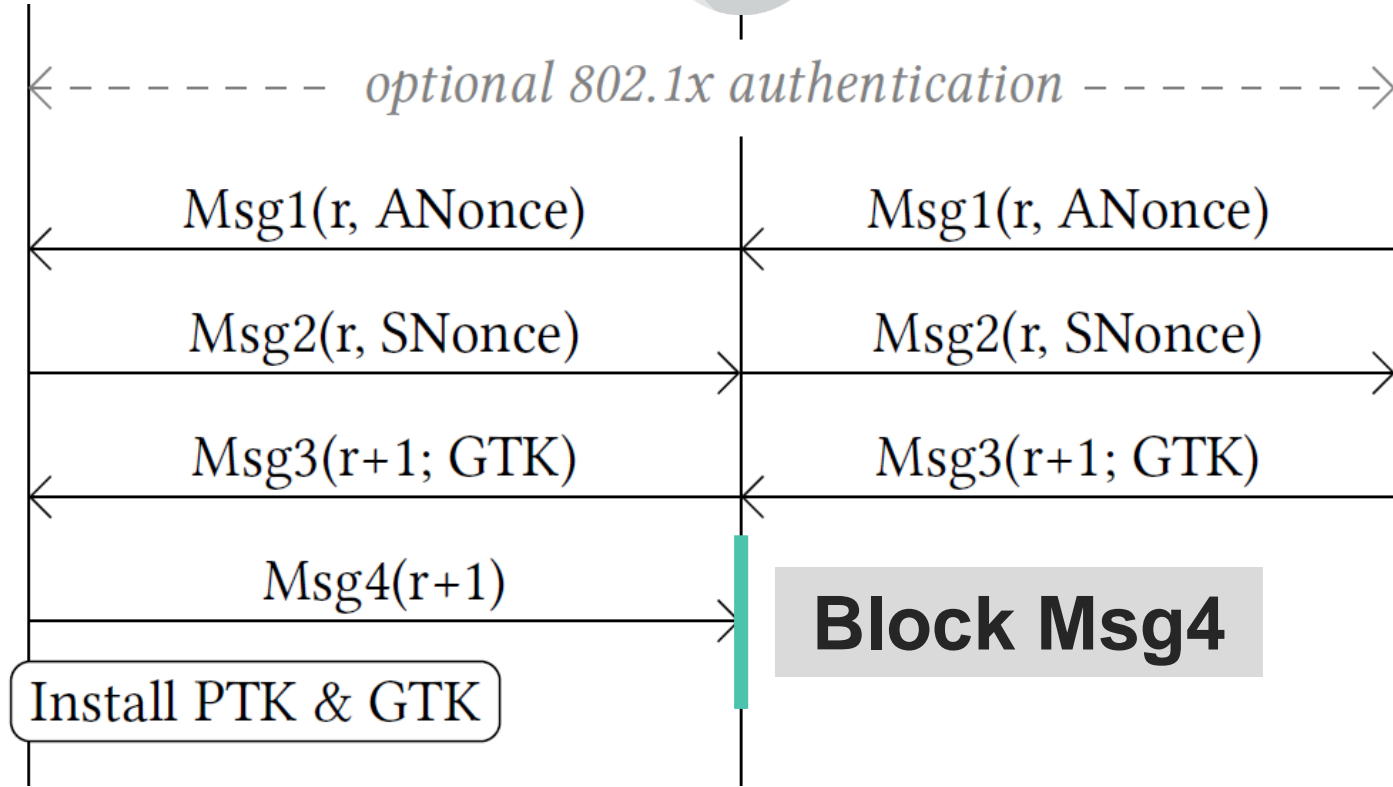 optional 802.1x authentication
Msg1(r, ANonce)
Msg1(r, ANonce)
Msg2(r, SNonce)
Msg2(r, SNonce)
Msg3(r+1; GTK)
Msg3(r+1; GTK)
Msg4(r+1)
Block Msg4
Install PTK & GTK